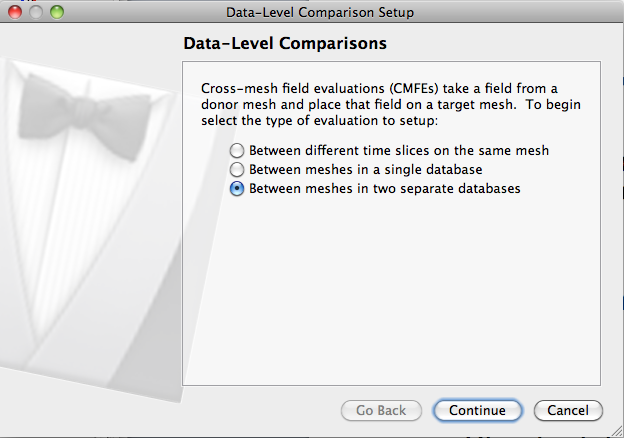 Data-Level Comparison Setup
Data-Level Comparisons
Cross-mesh field evaluations (CMFEs) take a field from a
donor mesh and place that field on a target mesh.  To begin
select the type of evaluation to setup:
Between different time slices on the same mesh
Between meshes in a single database
Between meshes in two separate databases
Go Back
Continue
Cancel